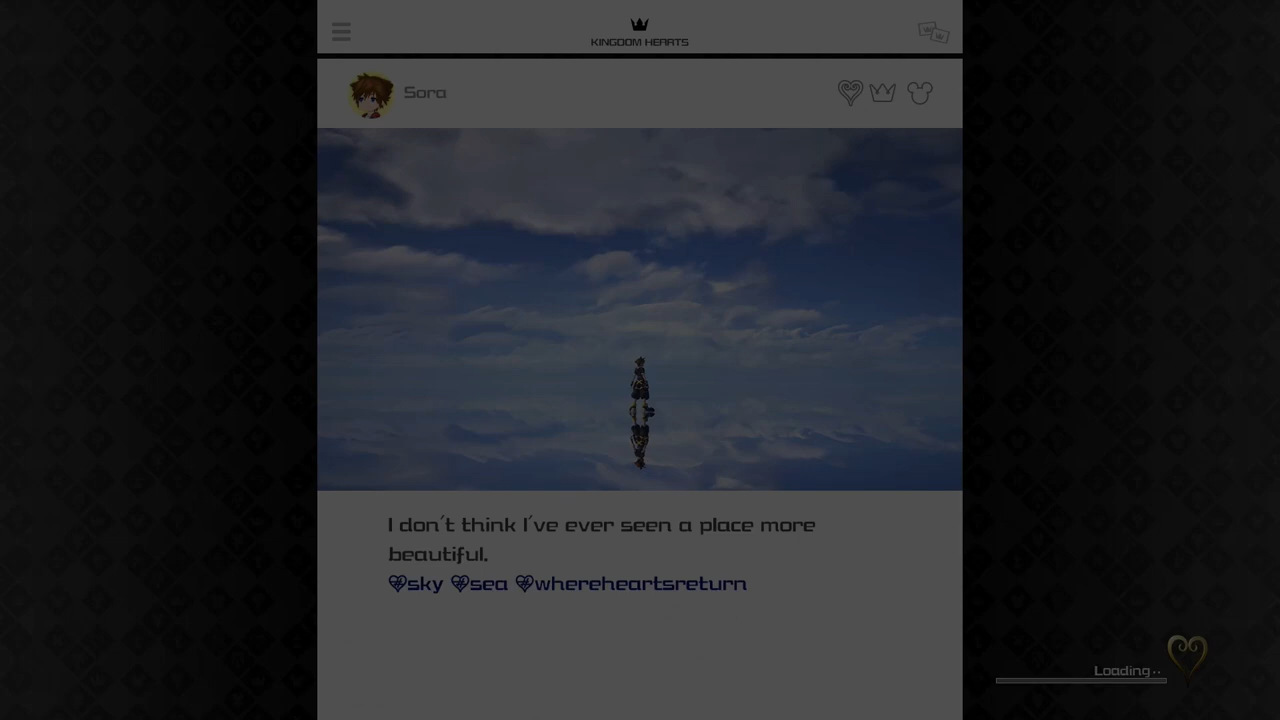 KINGDOM HEARTS
Sora
I don't think I've ever seen a place more
beautiful.
sky sea whereheartsreturn
Loading..